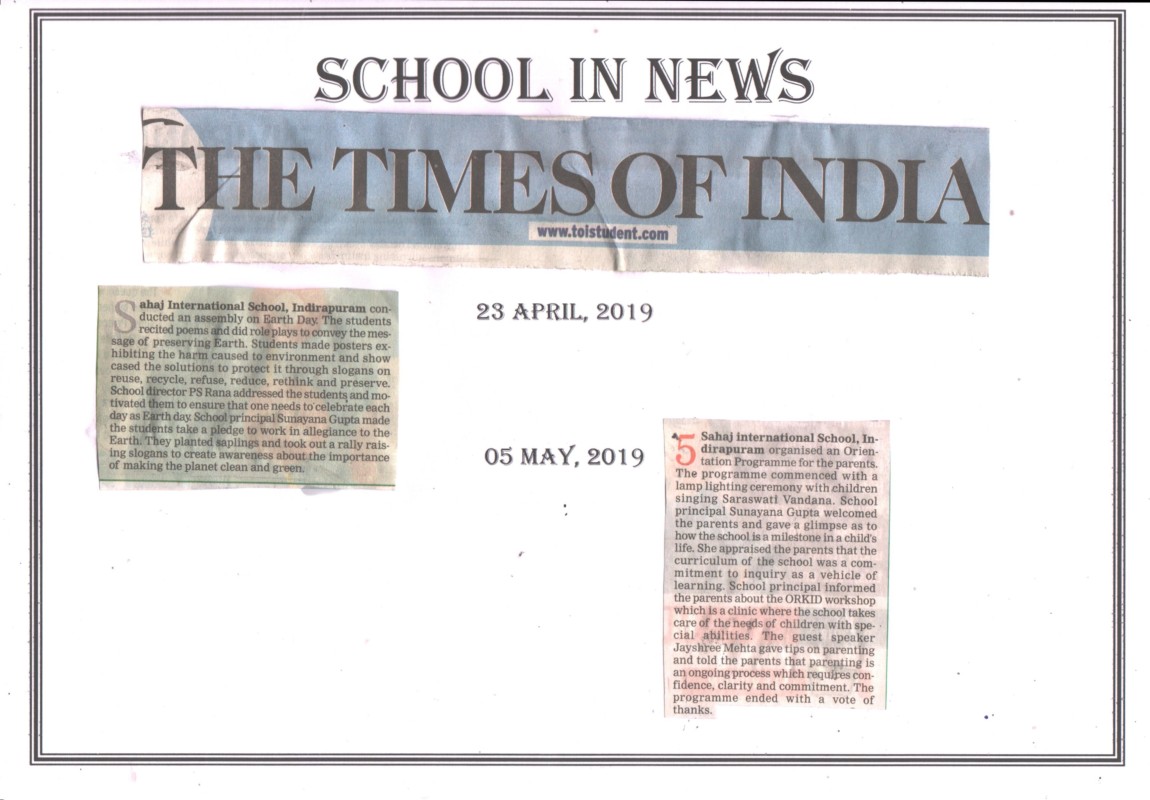 SCHOOL IN NEWS
THE TIMES OF INDIA
www.toistudent.com
23 APRIL, 2019
Sahaj International School, Indirapuram con-
ducted an assembly on Earth Day. The students
recited poems and did role plays to convey the mes-
sage of preserving Earth. Students made posters ex-
hibiting the harm caused to environment and show
cased the solutions to protect it through slogans on
reuse, recycle, refuse, reduce, rethink and preserve.
School director PS Rana addressed the students and mo-
tivated them to ensure that one needs to celebrate each
day as Earth day. School principal Sunayana Gupta made
the students take a pledge to work in allegiance to the
Earth. They planted saplings and took out a rally rais-
ing slogans to create awareness about the importance
of making the planet clean and green.
05 MAY, 2019
5 Sahaj international School, In-
dirapuram organised an Orien-
tation Programme for the parents.
The programme commenced with a
lamp lighting ceremony with children
singing Saraswati Vandana. School
principal Sunayana Gupta welcomed
the parents and gave a glimpse as to
how the school is a milestone in a child's
life. She appraised the parents that the
curriculum of the school was a com-
mitment to inquiry as a vehicle of
learning. School principal informed
the parents about the ORKID workshop
which is a clinic where the school takes
care of the needs of children with spe-
cial abilities. The guest speaker
Jayshree Mehta gave tips on parenting
and told the parents that parenting is
an ongoing process which requires con-
fidence, clarity and commitment. The
programme ended with a vote of
thanks.